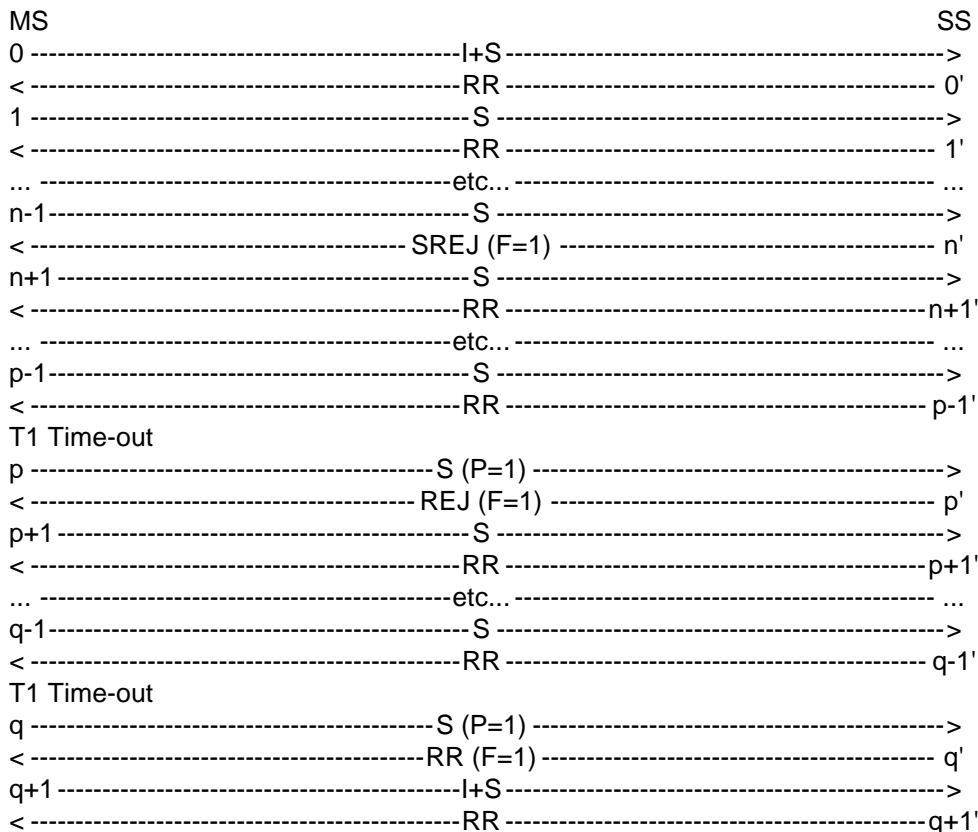 MS SS
0 ----------------------------------------------I+S-----------------------------------------------> 
< ----------------------------------------------RR ---------------------------------------------- 0'
1 -----------------------------------------------S ------------------------------------------------>
< ----------------------------------------------RR ---------------------------------------------- 1'
... --------------------------------------------etc...--------------------------------------------- ...
n-1----------------------------------------------S ------------------------------------------------>
< ---------------------------------------- SREJ (F=1) ---------------------------------------- n'
n+1---------------------------------------------S ------------------------------------------------>
< ----------------------------------------------RR ----------------------------------------------n+1'
... --------------------------------------------etc...--------------------------------------------- ...
p-1----------------------------------------------S ------------------------------------------------>
< ----------------------------------------------RR --------------------------------------------- p-1'
T1 Time-out
p -------------------------------------------S (P=1) -------------------------------------------->
< ----------------------------------------- REJ (F=1) ----------------------------------------- p'
p+1---------------------------------------------S ------------------------------------------------>
< ----------------------------------------------RR ----------------------------------------------p+1'
... --------------------------------------------etc...--------------------------------------------- ...
q-1----------------------------------------------S ------------------------------------------------>
< ----------------------------------------------RR --------------------------------------------- q-1'
T1 Time-out
q -------------------------------------------S (P=1) -------------------------------------------->
< ------------------------------------------RR (F=1) ------------------------------------------ q'
q+1 -------------------------------------------I+S----------------------------------------------->
< ----------------------------------------------RR ----------------------------------------------q+1'